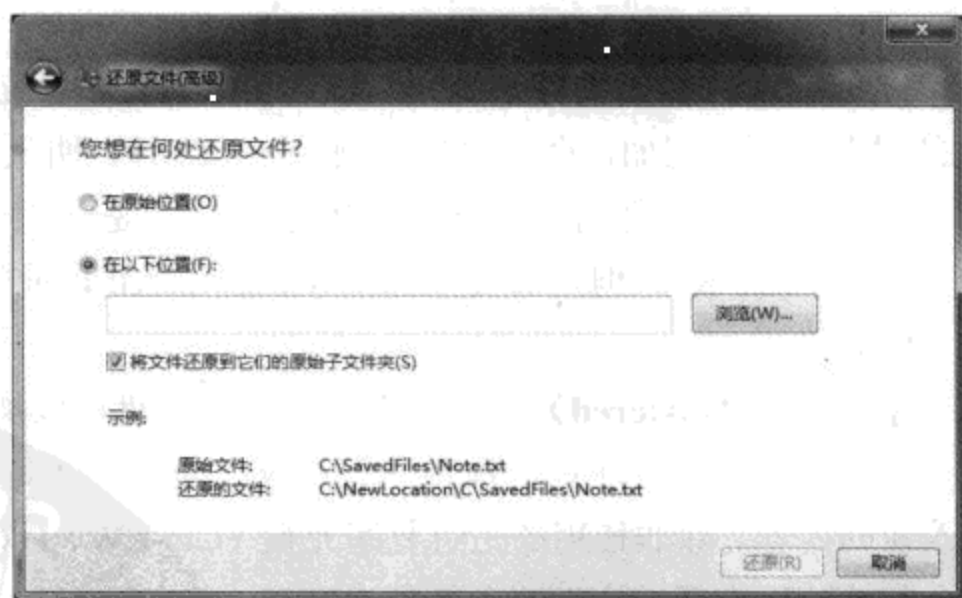 还原文件(高级)
您想在何处还原文件?
在原始位置(O)
在以下位置(F):
浏览(W)...
将文件还原到它们的原始子文件夹(S)
示例:
原始文件: C:\SavedFiles\Note.txt
还原的文件: C:\NewLocation\C\SavedFiles\Note.txt
还原(R)
取消